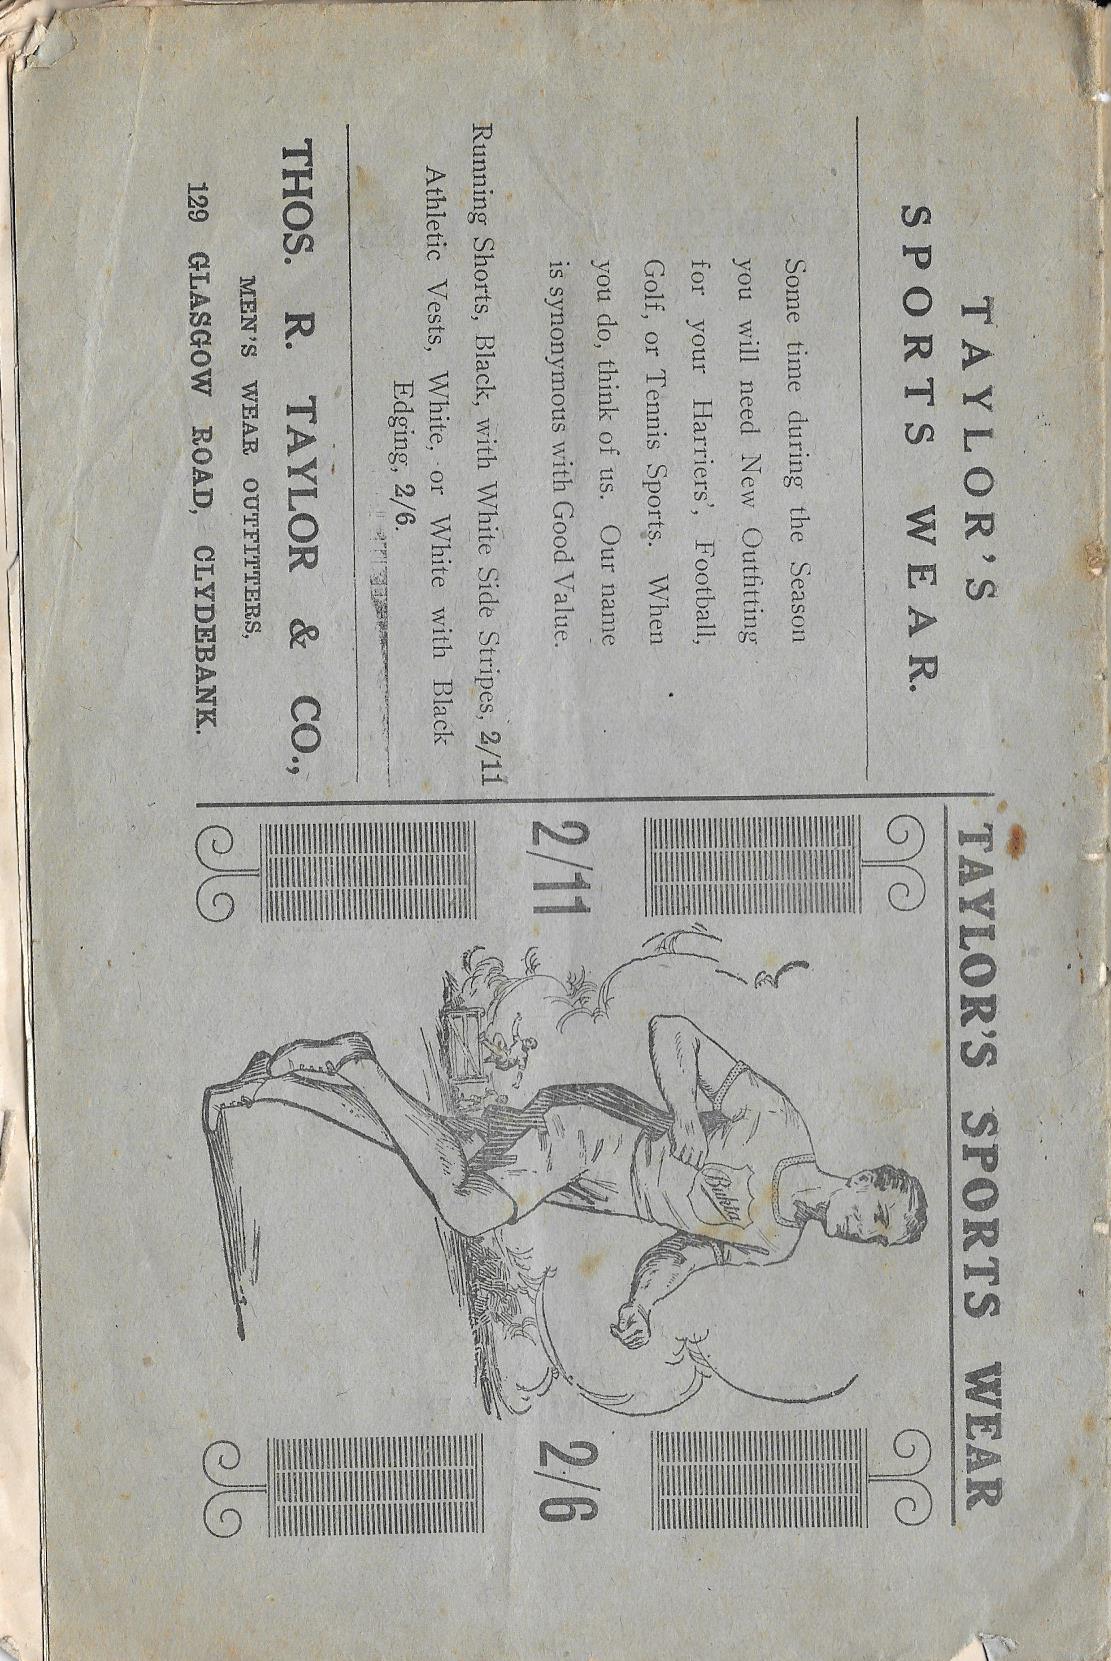 TAYLOR'S
SPORTS WEAR.
Some time during the Season
you will need New Outfitting
for your Harriers', Football,
Golf, or Tennis Sports. When
you do, think of us. Our name
is synonymous with Good Value.
Running Shorts, Black, with White Side Stripes, 2/11
Athletic Vests, White, or White with Black
Edging, 2/6.
THOS. R. TAYLOR & CO.,
MEN'S WEAR OUTFITTERS,
129 GLASGOW ROAD, CLYDEBANK.
TAYLOR'S SPORTS WEAR
2/11
Bukta
2/6